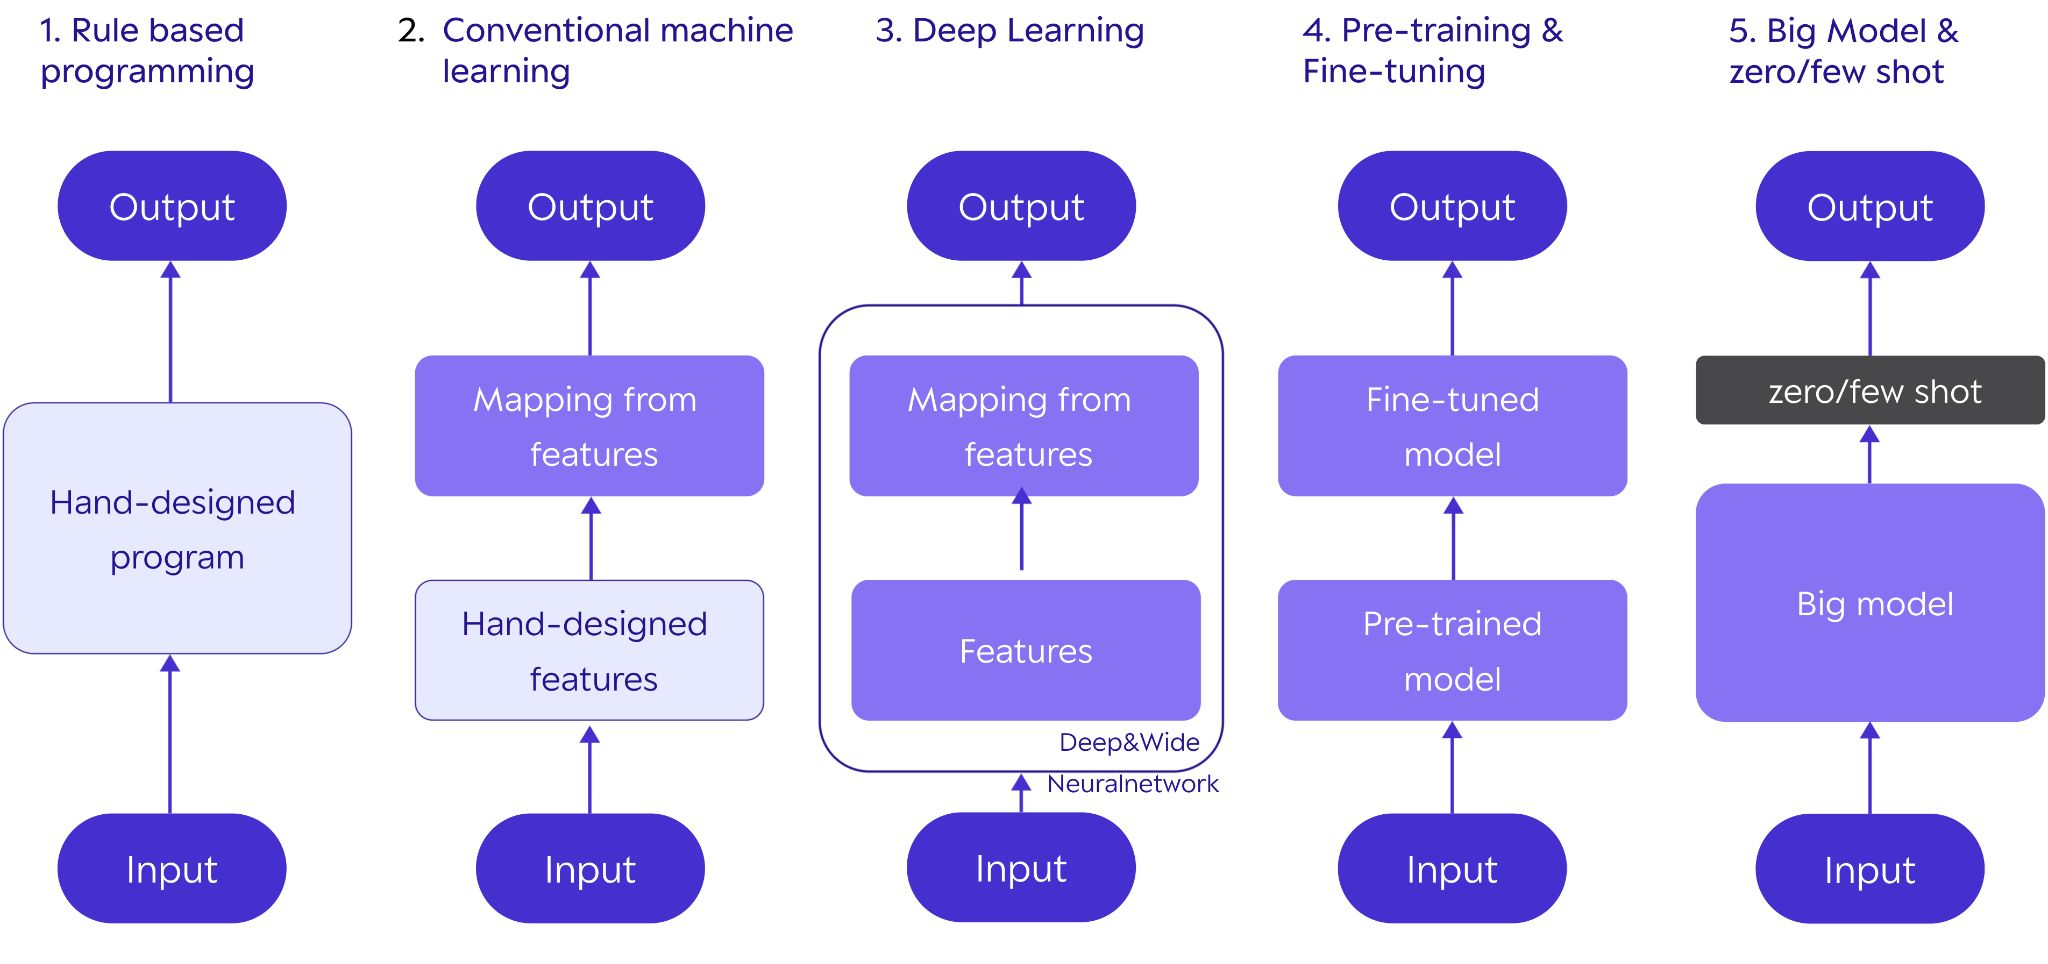 1. Rule based
programming
Output
Hand-designed
program
Input
2. Conventional machine
learning
Output
Mapping from
features
Hand-designed
features
Input
3. Deep Learning
Output
Mapping from
features
Features
Deep&Wide
Neuralnetwork
Input
4. Pre-training &
Fine-tuning
Output
Fine-tuned
model
Pre-trained
model
Input
5. Big Model &
zero/few shot
Output
zero/few shot
Big model
Input